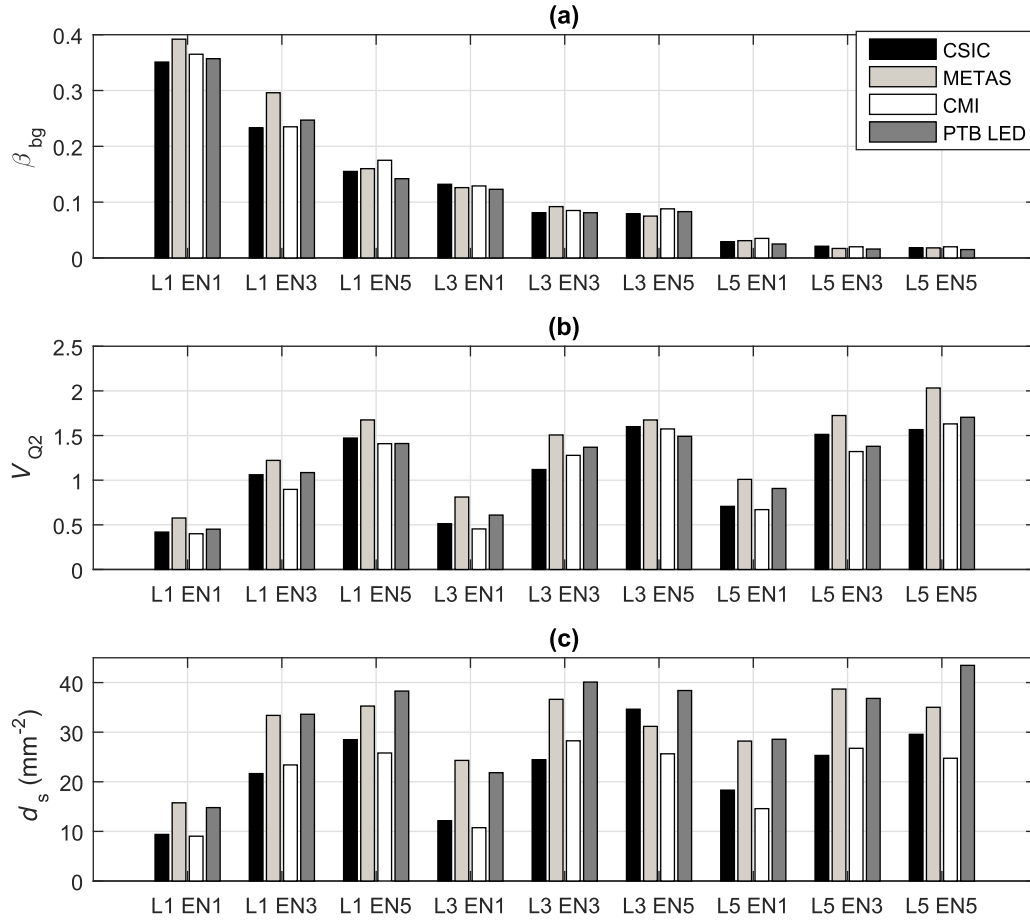 (a)
0.4
0.3
0.2
0.1
0
β bg
CSIC
METAS
CMI
PTB LED
L1 EN1 L1 EN3 L1 EN5 L3 EN1 L3 EN3 L3 EN5 L5 EN1 L5 EN3 L5 EN5
(b)
2.5
2
1.5
1
0.5
0
V Q2
L1 EN1 L1 EN3 L1 EN5 L3 EN1 L3 EN3 L3 EN5 L5 EN1 L5 EN3 L5 EN5
(c)
40
30
20
10
0
d s (mm-2)
L1 EN1 L1 EN3 L1 EN5 L3 EN1 L3 EN3 L3 EN5 L5 EN1 L5 EN3 L5 EN5